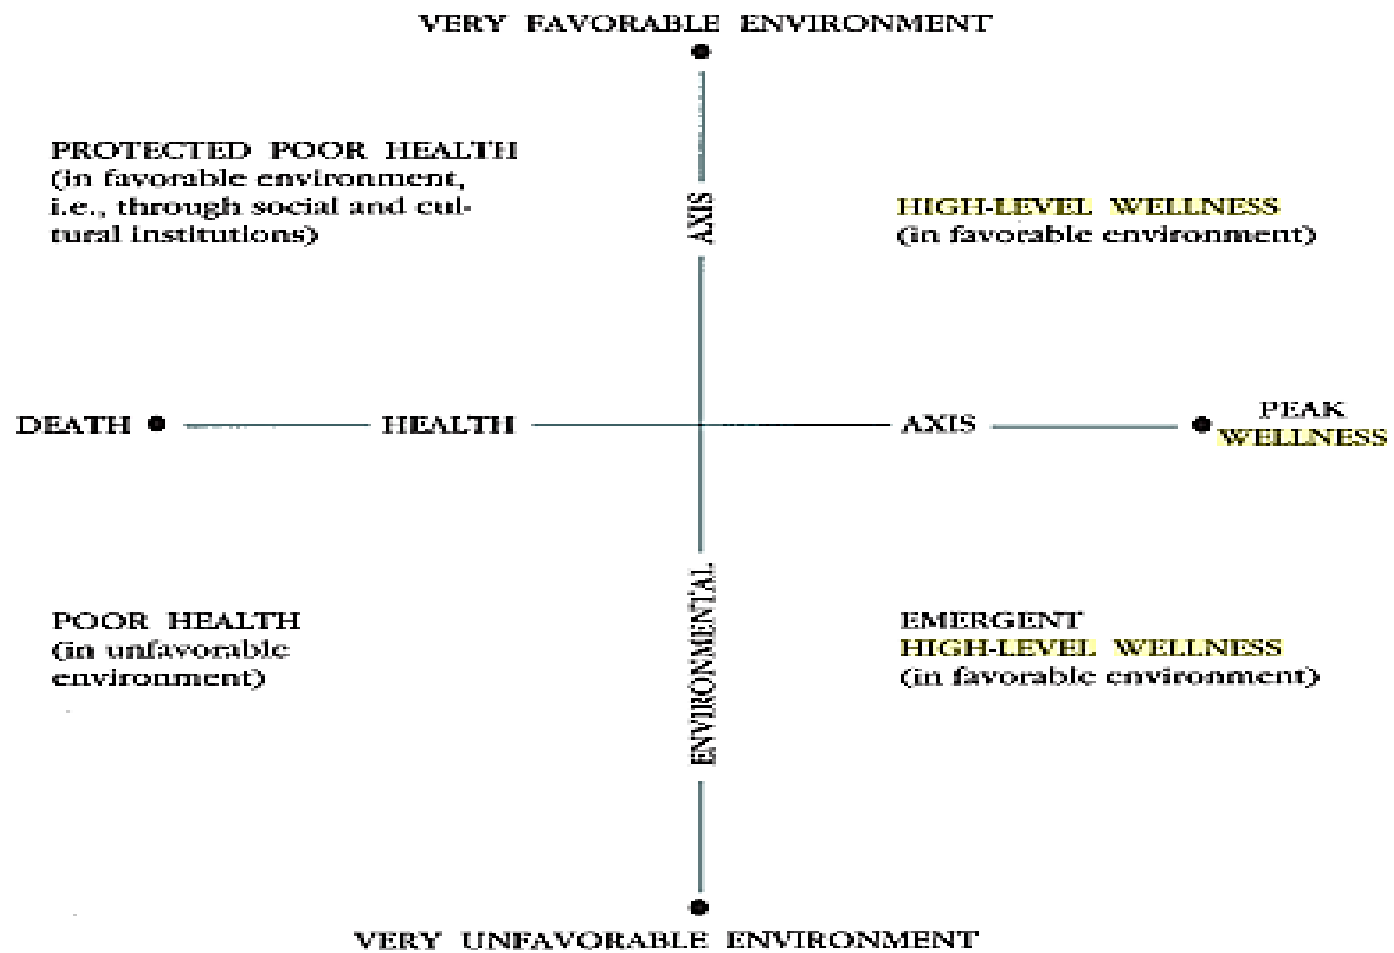 VERY FAVORABLE ENVIRONMENT
PROTECTED POOR HEALTH
(in favorable environment,
i.e., through social and cul-
tural institutions)
AXIS
HIGH-LEVEL WELLNESS
(in favorable environment)
DEATH
HEALTH
AXIS
PEAK
WELLNESS
POOR HEALTH
(in unfavorable
environment)
ENVIRONMENTAL
EMERGENT
HIGH-LEVEL WELLNESS
(in favorable environment)
VERY UNFAVORABLE ENVIRONMENT